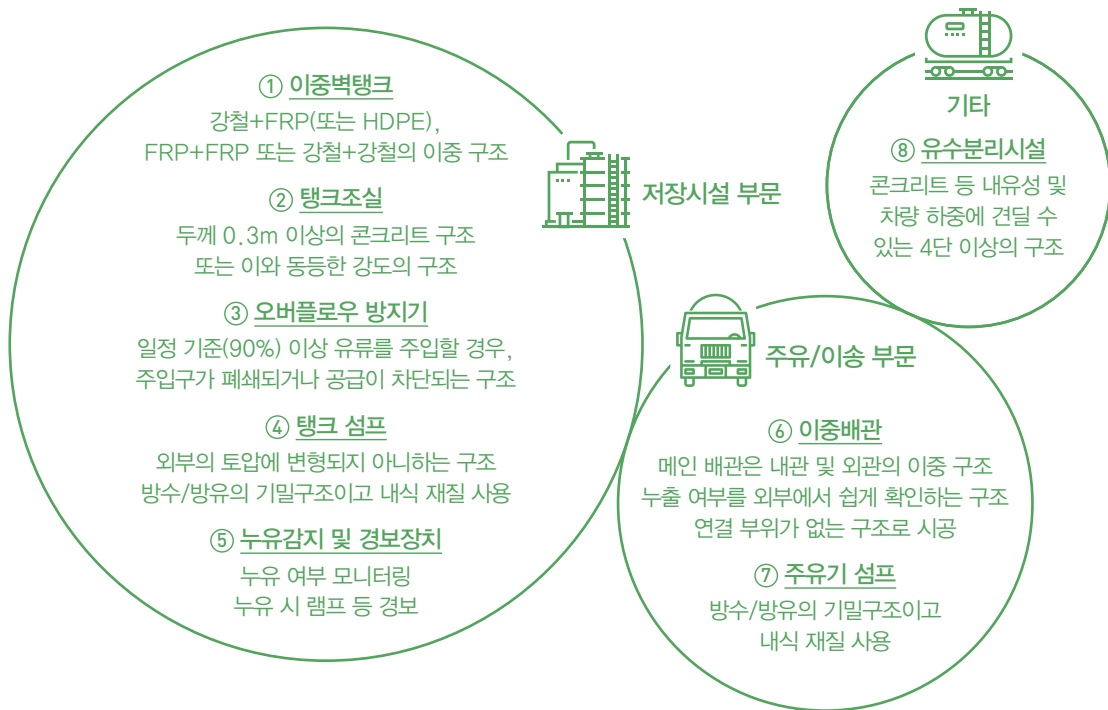 ① 이중벽탱크
강철+FRP(또는 HDPE),
FRP+FRP 또는 강철+강철의 이중 구조
② 탱크조실
두께 0.3m 이상의 콘크리트 구조
또는 이와 동등한 강도의 구조
③ 오버플로우 방지기
일정 기준(90%) 이상 유류를 주입할 경우,
주입구가 폐쇄되거나 공급이 차단되는 구조
④ 탱크 섬프
외부의 토압에 변형되지 아니하는 구조
방수/방유의 기밀구조이고 내식 재질 사용
⑤ 누유감지 및 경보장치
누유 여부 모니터링
누유 시 램프 등 경보
저장시설 부문
주유/이송 부문
⑥ 이중배관
메인 배관은 내관 및 외관의 이중 구조
누출 여부를 외부에서 쉽게 확인하는 구조
연결 부위가 없는 구조로 시공
⑦ 주유기 섬프
방수/방유의 기밀구조이고
내식 재질 사용
기타
⑧ 유수분리시설
콘크리트 등 내유성 및
차량 하중에 견딜 수
있는 4단 이상의 구조